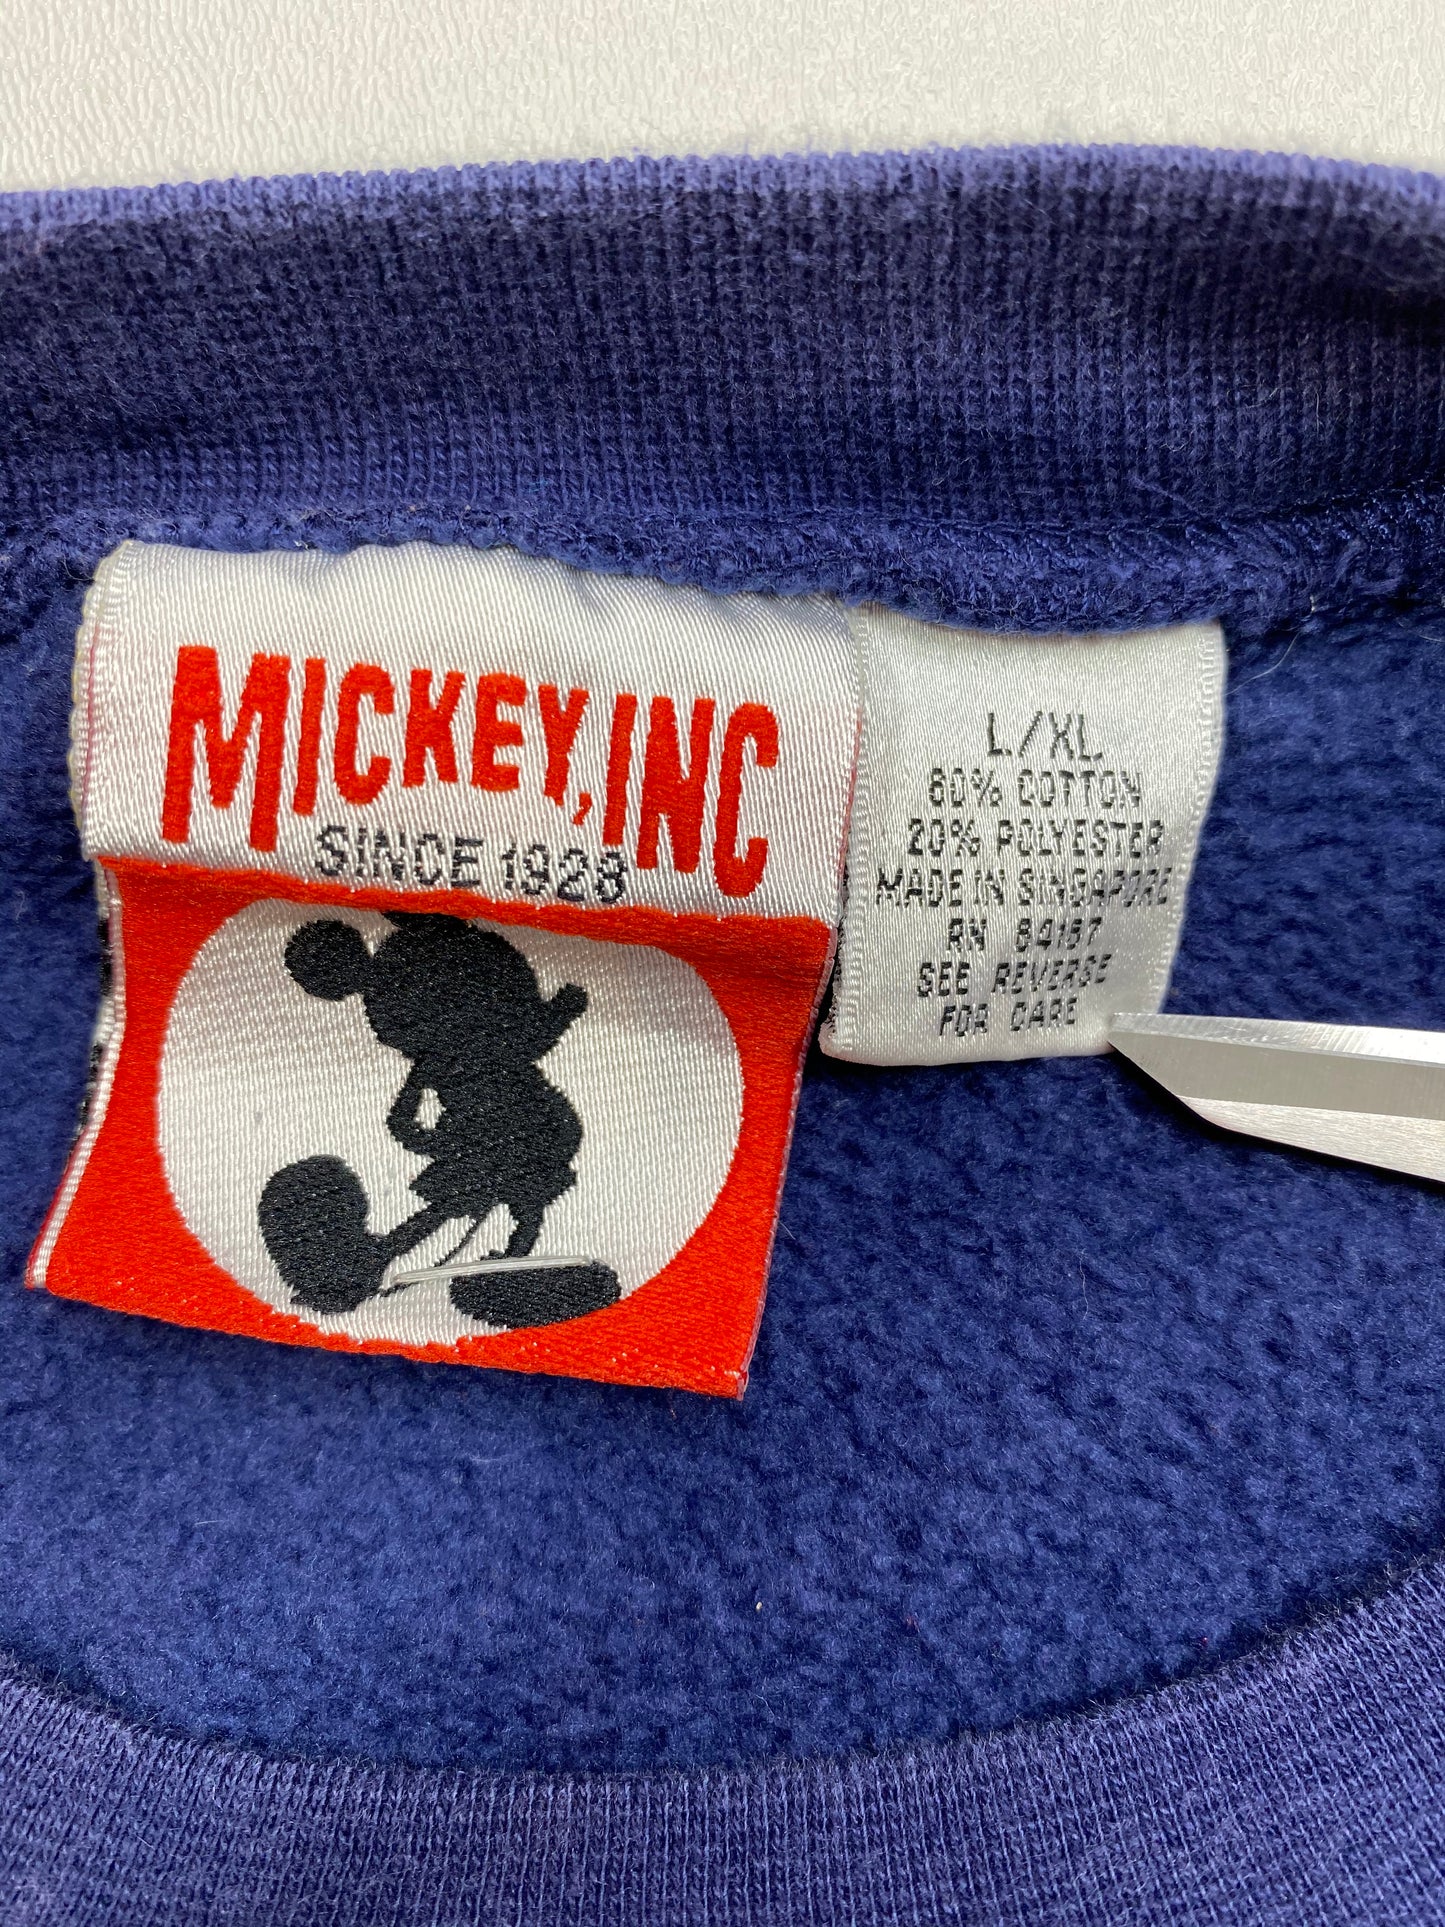 MICKEY, INC
SINCE 1928
L/XL
80% COTTON
20% POLYESTER
MADE IN SINGAPORE
RN 84187
SEE REVERSE
FOR CARE